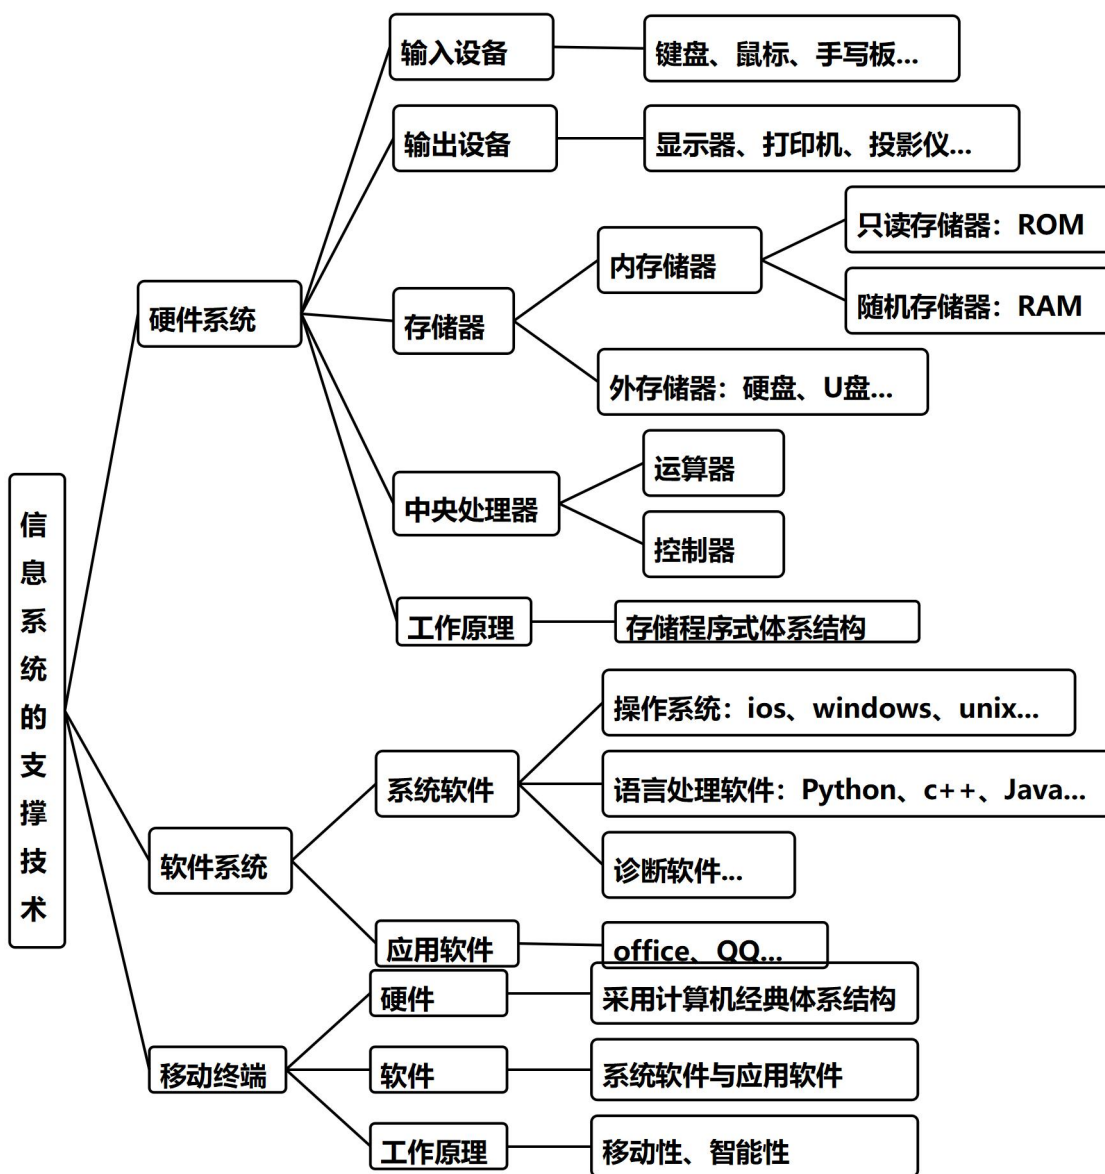 信息系统的支撑技术
硬件系统
输入设备
键盘、鼠标、手写板...
输出设备
显示器、打印机、投影仪...
存储器
内存储器
只读存储器：ROM
随机存储器：RAM
外存储器：硬盘、U盘...
中央处理器
运算器
控制器
工作原理
存储程序式体系结构
软件系统
系统软件
操作系统：ios、windows、unix...
语言处理软件：Python、c++、Java...
诊断软件...
应用软件
office、QQ...
移动终端
硬件
采用计算机经典体系结构
软件
系统软件与应用软件
工作原理
移动性、智能性